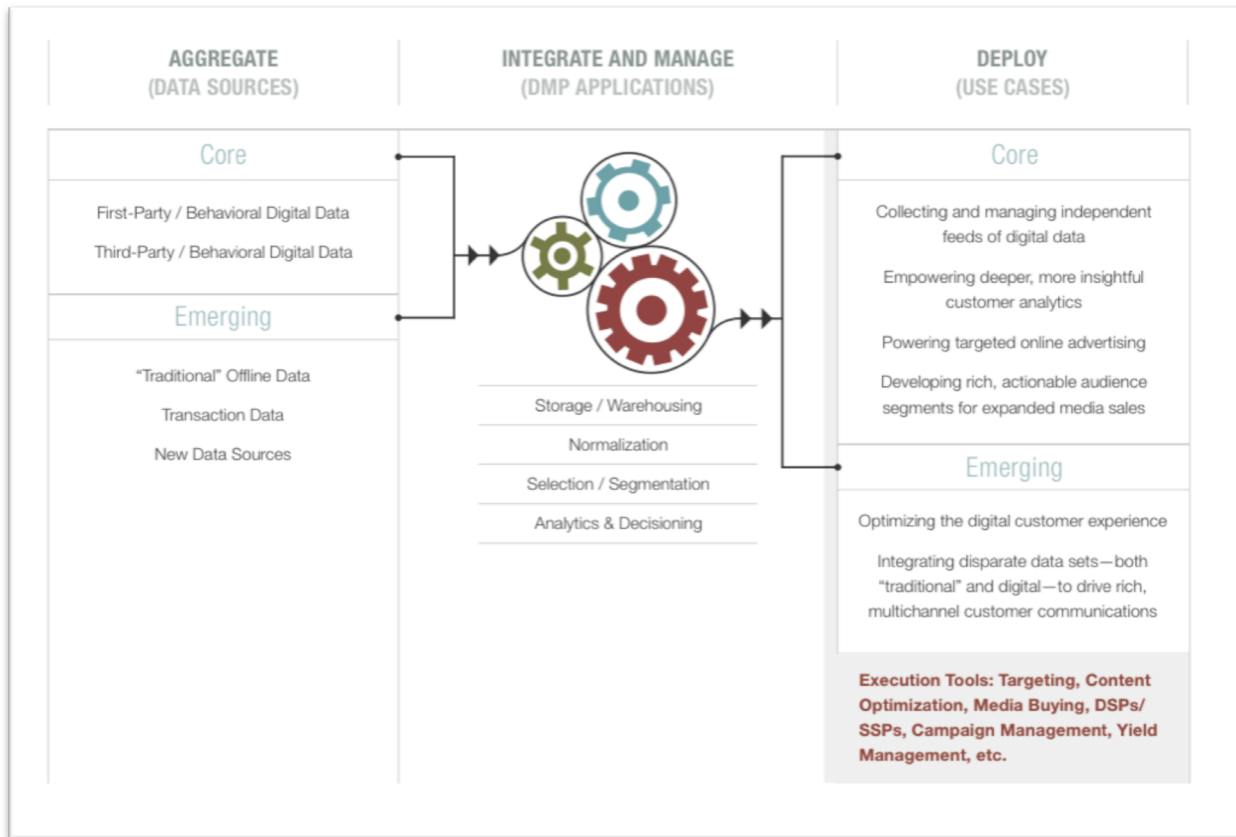 AGGREGATE
(DATA SOURCES)
INTEGRATE AND MANAGE
(DMP APPLICATIONS)
DEPLOY
(USE CASES)
Core
First-Party / Behavioral Digital Data
Third-Party / Behavioral Digital Data
Emerging
“Traditional” Offline Data
Transaction Data
New Data Sources
Storage / Warehousing
Normalization
Selection / Segmentation
Analytics & Decisioning
Core
Collecting and managing independent
feeds of digital data
Empowering deeper, more insightful
customer analytics
Powering targeted online advertising
Developing rich, actionable audience
segments for expanded media sales
Emerging
Optimizing the digital customer experience
Integrating disparate data sets—both
“traditional” and digital—to drive rich,
multichannel customer communications
Execution Tools: Targeting, Content
Optimization, Media Buying, DSPs/
SSPs, Campaign Management, Yield
Management, etc.